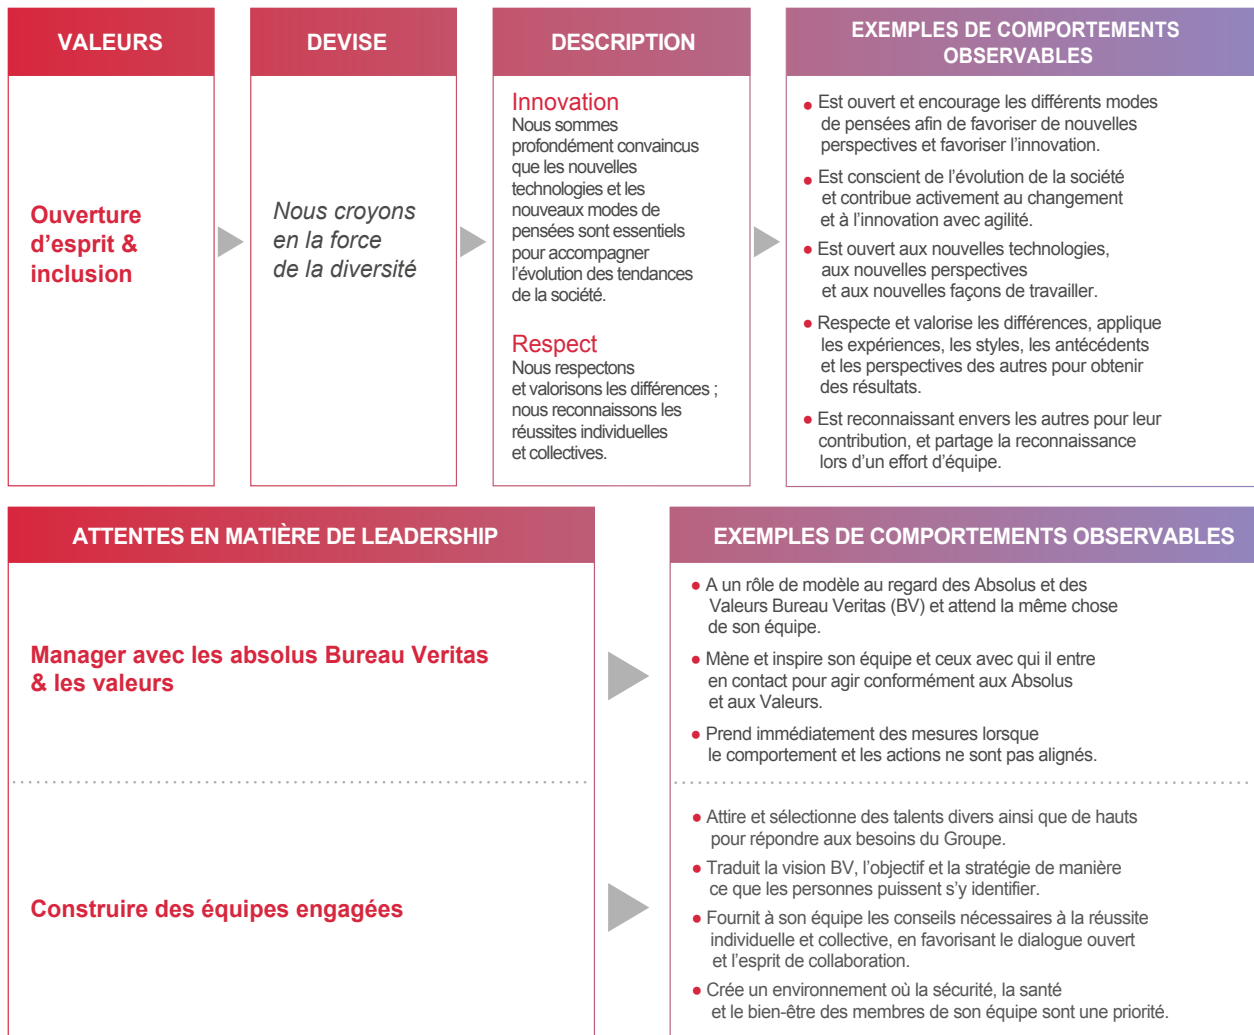 VALEURS
DEVISE
DESCRIPTION
EXEMPLES DE COMPORTEMENTS
OBSERVABLES
Ouverture
d’esprit &
inclusion
Nous croyons
en la force
de la diversité
Innovation
Nous sommes
profondément convaincus
que les nouvelles
technologies et les
nouveaux modes de
pensées sont essentiels
pour accompagner
l’évolution des tendances
de la société.
Respect
Nous respectons
et valorisons les différences ;
nous reconnaissons les
réussites individuelles
et collectives.
● Est ouvert et encourage les différents modes
de pensées afin de favoriser de nouvelles
perspectives et favoriser l’innovation.
● Est conscient de l’évolution de la société
et contribue activement au changement
et à l’innovation avec agilité.
● Est ouvert aux nouvelles technologies,
aux nouvelles perspectives
et aux nouvelles façons de travailler.
● Respecte et valorise les différences, applique
les expériences, les styles, les antécédents
et les perspectives des autres pour obtenir
des résultats.
● Est reconnaissant envers les autres pour leur
contribution, et partage la reconnaissance
lors d’un effort d’équipe.
ATTENTES EN MATIÈRE DE LEADERSHIP
EXEMPLES DE COMPORTEMENTS OBSERVABLES
Manager avec les absolus Bureau Veritas
& les valeurs
● A un rôle de modèle au regard des Absolus et des
Valeurs Bureau Veritas (BV) et attend la même chose
de son équipe.
● Mène et inspire son équipe et ceux avec qui il entre
en contact pour agir conformément aux Absolus
et aux Valeurs.
● Prend immédiatement des mesures lorsque
le comportement et les actions ne sont pas alignés.
Construire des équipes engagées
● Attire et sélectionne des talents divers ainsi que de hauts
pour répondre aux besoins du Groupe.
● Traduit la vision BV, l’objectif et la stratégie de manière
ce que les personnes puissent s’y identifier.
● Fournit à son équipe les conseils nécessaires à la réussite
individuelle et collective, en favorisant le dialogue ouvert
et l’esprit de collaboration.
● Crée un environnement où la sécurité, la santé
et le bien-être des membres de son équipe sont une priorité.